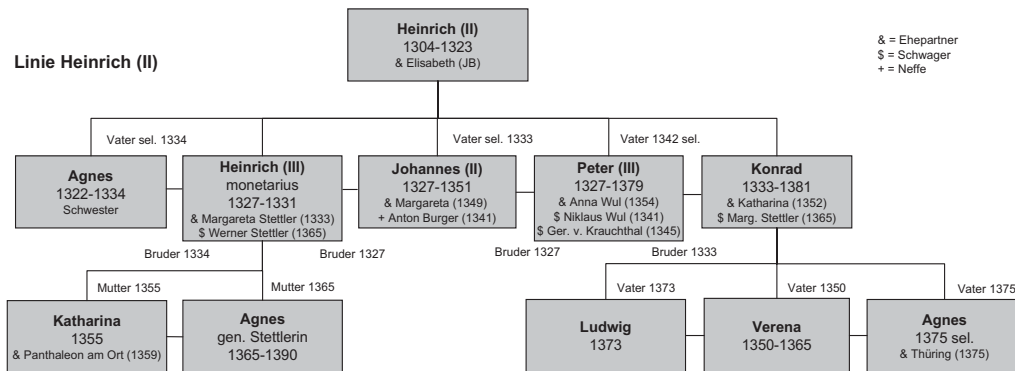 Linie Heinrich (II)
Heinrich (II)
1304-1323
& Elisabeth (JB)
& = Ehepartner
$ = Schwager
+ = Neffe
Vater sel. 1334
Vater sel. 1333
Vater 1342 sel.
Agnes
1322-1334
Schwester
Heinrich (III)
monetarius
1327-1331
& Margareta Stettler (1333)
$ Werner Stettler (1365)
Johannes (II)
1327-1351
& Margareta (1349)
+ Anton Burger (1341)
Peter (III)
1327-1379
& Anna Wul (1354)
$ Niklaus Wul (1341)
$ Ger. v. Krauchthal (1345)
Konrad
1333-1381
& Katharina (1352)
$ Marg. Stettler (1365)
Bruder 1334
Bruder 1327
Bruder 1327
Bruder 1333
Mutter 1355
Mutter 1365
Vater 1373
Vater 1350
Vater 1375
Katharina
1355
& Panthaleon am Ort (1359)
Agnes
gen. Stettlerin
1365-1390
Ludwig
1373
Verena
1350-1365
Agnes
1375 sel.
& Thüring (1375)